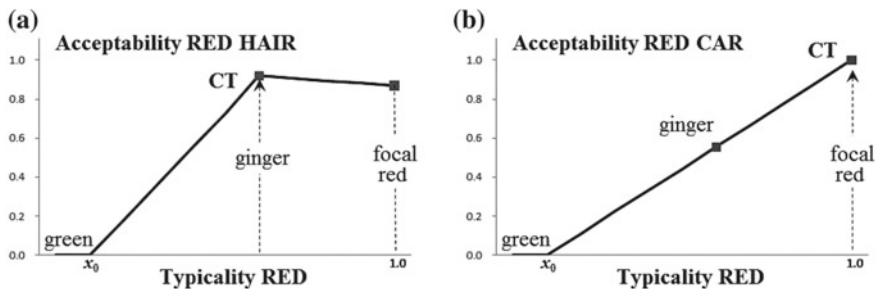 (a)
Acceptability RED HAIR
1.0
CT
0.8
0.6
ginger
focal
red
0.4
0.2
green
0.0
x0
1.0
Typicality RED
(b)
Acceptability RED CAR
CT
1.0
0.8
ginger
0.6
focal
red
0.4
0.2
green
0.0
x0
1.0
Typicality RED